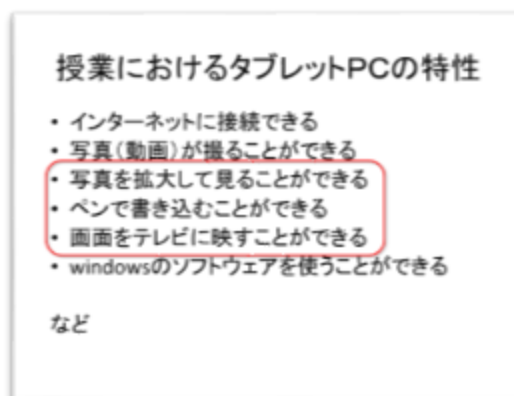 授業におけるタブレットPCの特性
・インターネットに接続できる
・写真(動画)が撮ることができる
・写真を拡大して見ることができる
・ペンで書き込むことができる
・画面をテレビに映すことができる
・windowsのソフトウェアを使うことができる
など